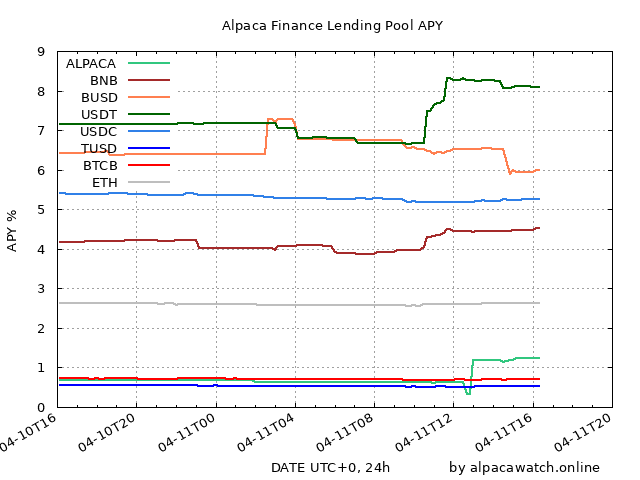 Alpaca Finance Lending Pool APY
9
8
7
6
5
4
3
2
1
0
APY %
ALPACA
BNB
BUSD
USDT
USDC
TUSD
BTCB
ETH
04-10T16
04-10T20
04-11T00
04-11T04
04-11T08
04-11T12
04-11T16
04-11T20
DATE UTC+0, 24h
by alpacawatch.online